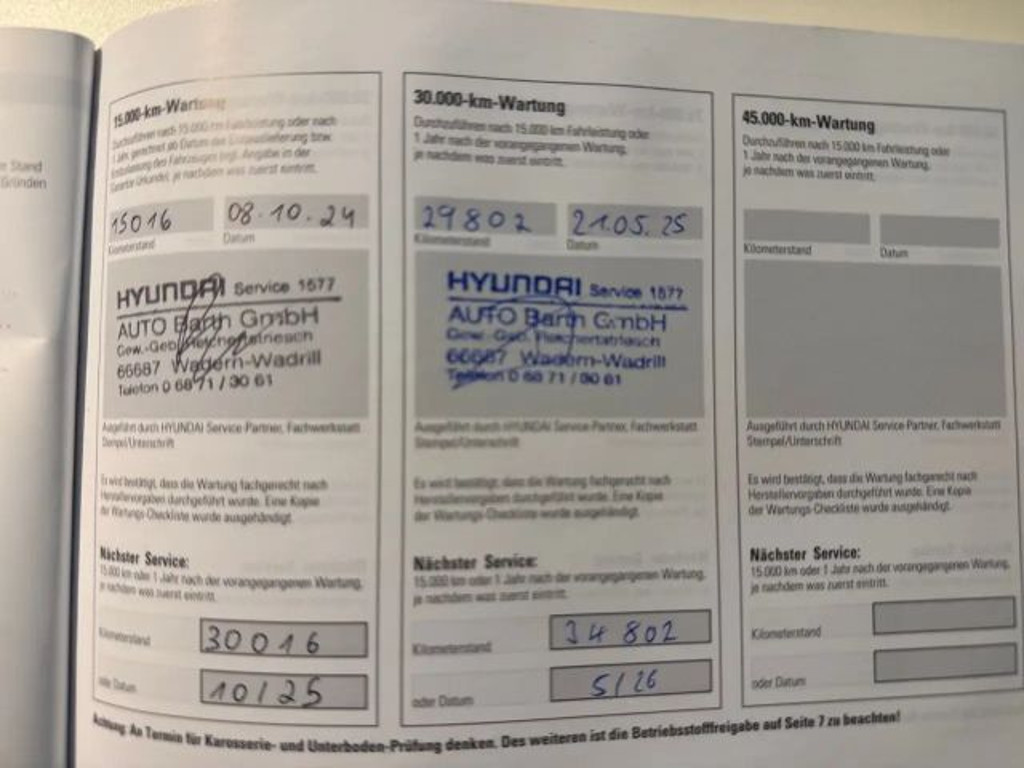 e Stand
Gründen
15.000-km-Wartung
Durchzuführen nach 15.000 km Fahrleistung oder nach
1 Jahr, gerechnet ab Datum der Erstauslieferung bzw.
Erstzulassung des Fahrzeuges (vgl. Angabe in der
Garantie-Urkunde), je nachdem was zuerst eintritt.
15016 08.10.24
Kilometerstand Datum
HYUNDAI Service 1577
AUTO Barth GmbH
Gew.-Geb.
66687 Wadern-Wadrill
Telefon 0 68 71 / 30 61
Ausgeführt durch HYUNDAI Service-Partner, Fachwerkstatt
Stempel/Unterschrift
Es wird bestätigt, dass die Wartung fachgerecht nach
Herstellervorgaben durchgeführt wurde. Eine Kopie
der Wartungs-Checkliste wurde ausgehändigt.
Nächster Service:
15.000 km oder 1 Jahr nach der vorangegangenen Wartung,
je nachdem was zuerst eintritt.
Kilometerstand 30016
oder Datum 10/25
30.000-km-Wartung
Durchzuführen nach 15.000 km Fahrleistung oder
1 Jahr nach der vorangegangenen Wartung,
je nachdem was zuerst eintritt.
29802 21.05.25
Kilometerstand Datum
HYUNDAI Service 1577
AUTO Barth GmbH
Gew.-Geb.
66687 Wadern-Wadrill
Telefon 0 68 71 / 30 61
Ausgeführt durch HYUNDAI Service-Partner, Fachwerkstatt
Stempel/Unterschrift
Es wird bestätigt, dass die Wartung fachgerecht nach
Herstellervorgaben durchgeführt wurde. Eine Kopie
der Wartungs-Checkliste wurde ausgehändigt.
Nächster Service:
15.000 km oder 1 Jahr nach der vorangegangenen Wartung,
je nachdem was zuerst eintritt.
Kilometerstand 34802
oder Datum 5/26
45.000-km-Wartung
Durchzuführen nach 15.000 km Fahrleistung oder
1 Jahr nach der vorangegangenen Wartung,
je nachdem was zuerst eintritt.
Kilometerstand Datum
Ausgeführt durch HYUNDAI Service-Partner, Fachwerkstatt
Stempel/Unterschrift
Es wird bestätigt, dass die Wartung fachgerecht nach
Herstellervorgaben durchgeführt wurde. Eine Kopie
der Wartungs-Checkliste wurde ausgehändigt.
Nächster Service:
15.000 km oder 1 Jahr nach der vorangegangenen Wartung,
je nachdem was zuerst eintritt.
Kilometerstand
oder Datum
Achtung: An Termin für Karosserie- und Unterboden-Prüfung denken. Des weiteren ist die Betriebsstofffreigabe auf Seite 7 zu beachten!